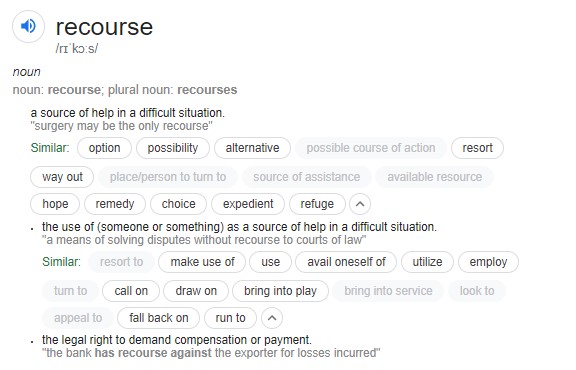 recourse
/rɪˈkɔːs/
noun
noun: recourse; plural noun: recourses
a source of help in a difficult situation.
"surgery may be the only recourse"
Similar: option possibility alternative possible course of action resort
way out place/person to turn to source of assistance available resource
hope remedy choice expedient refuge
• the use of (someone or something) as a source of help in a difficult situation.
"a means of solving disputes without recourse to courts of law"
Similar: resort to make use of use avail oneself of utilize employ
turn to call on draw on bring into play bring into service look to
appeal to fall back on run to
• the legal right to demand compensation or payment.
"the bank has recourse against the exporter for losses incurred"